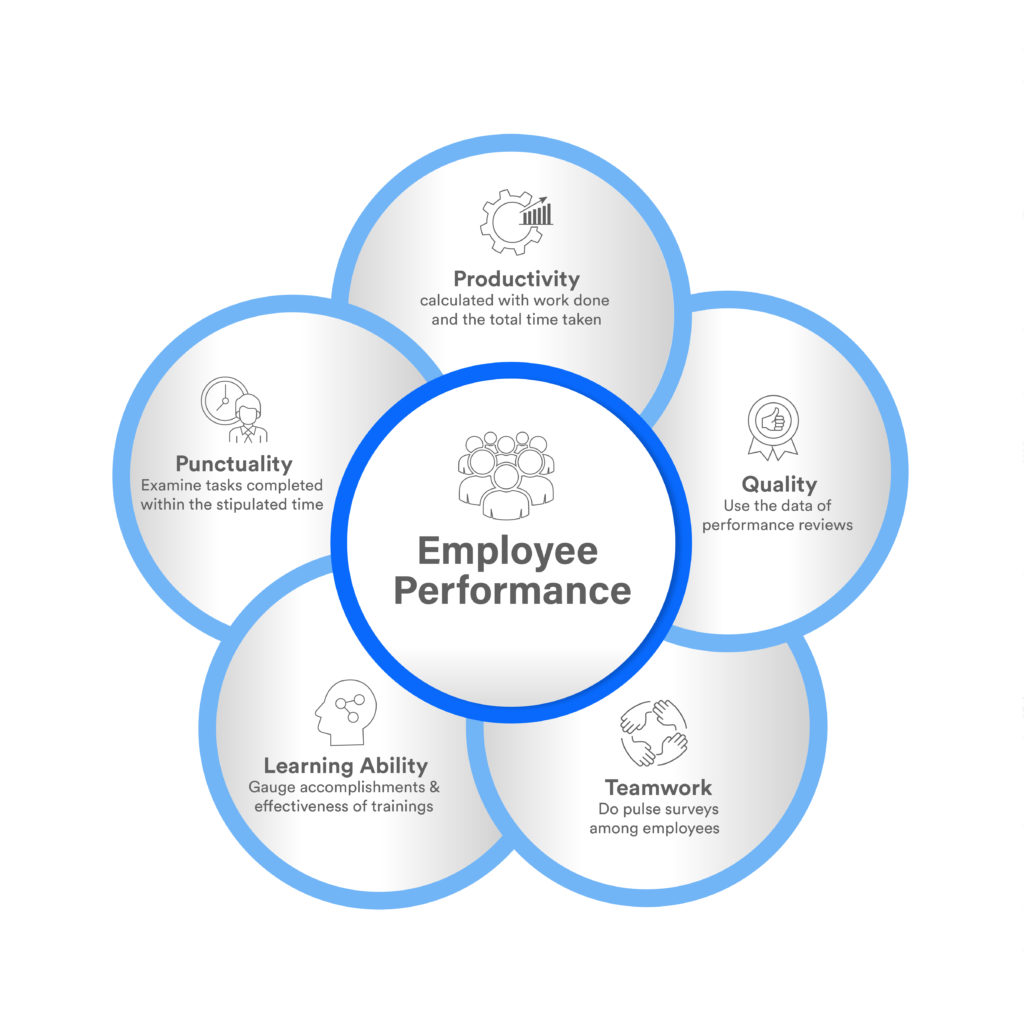 Productivity
calculated with work done
and the total time taken
Punctuality
Examine tasks completed
within the stipulated time
Quality
Use the data of
performance reviews
Employee
Performance
Learning Ability
Gauge accomplishments &
effectiveness of trainings
Teamwork
Do pulse surveys
among employees